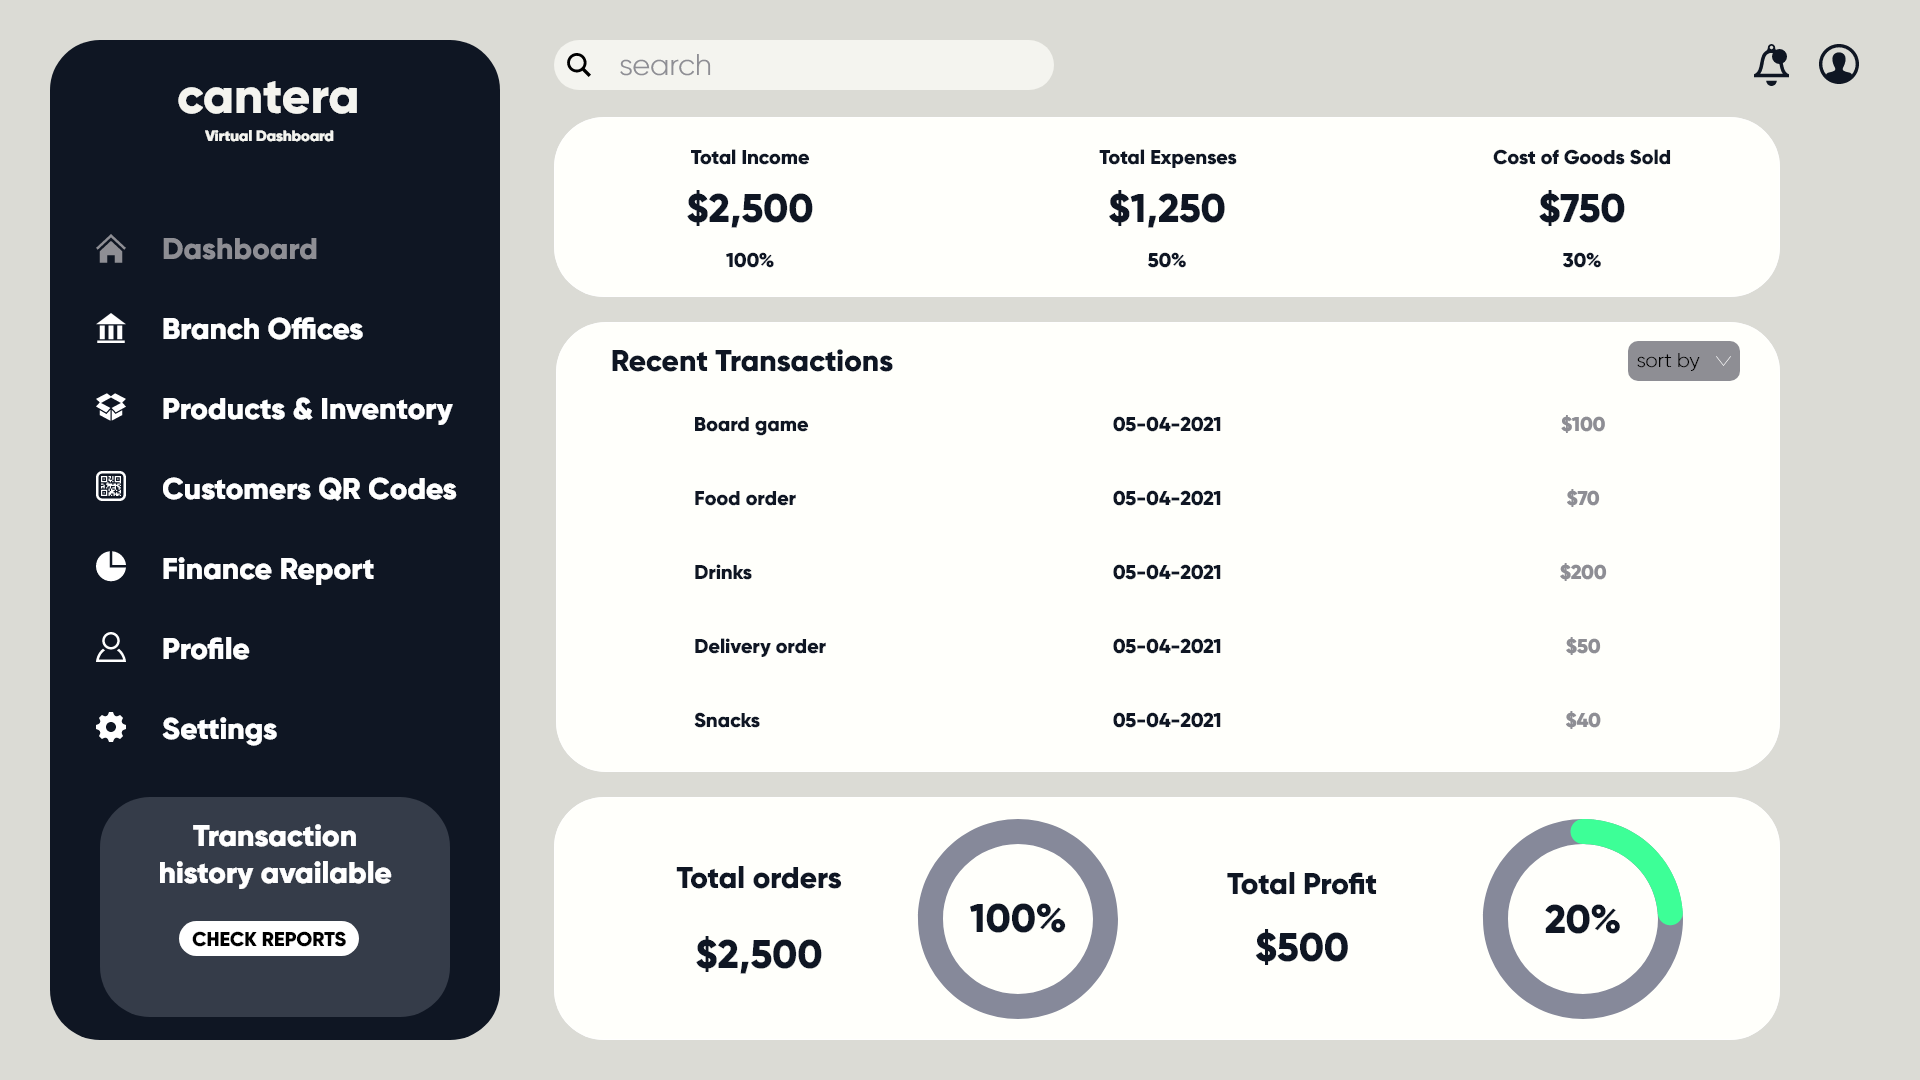 cantera
Virtual Dashboard
Dashboard
Branch Offices
Products & Inventory
Customers QR Codes
Finance Report
Profile
Settings
Transaction
history available
CHECK REPORTS
search
Total Income
$2,500
100%
Total Expenses
$1,250
50%
Cost of Goods Sold
$750
30%
Recent Transactions
sort by
Board game 05-04-2021 $100
Food order 05-04-2021 $70
Drinks 05-04-2021 $200
Delivery order 05-04-2021 $50
Snacks 05-04-2021 $40
Total orders
$2,500
100%
Total Profit
$500
20%